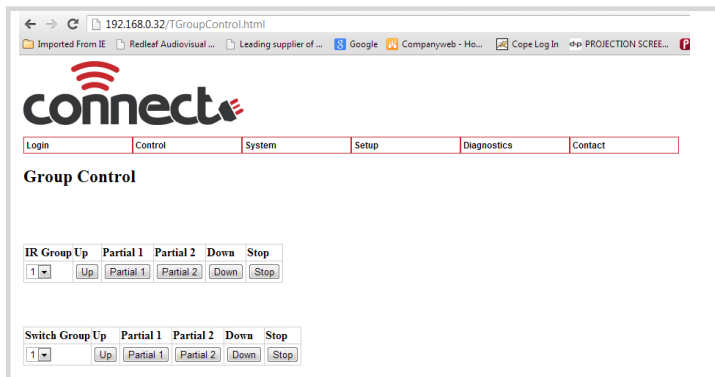 192.168.0.32/TGroupControl.html
Imported From IE Redleaf Audiovisual ... Leading supplier of ... Google Companyweb - Ho... Cope Log In PROJECTION SCREE...
connect
Login Control System Setup Diagnostics Contact
Group Control
IR Group Up Partial 1 Partial 2 Down Stop
1 Up Partial 1 Partial 2 Down Stop
Switch Group Up Partial 1 Partial 2 Down Stop
1 Up Partial 1 Partial 2 Down Stop